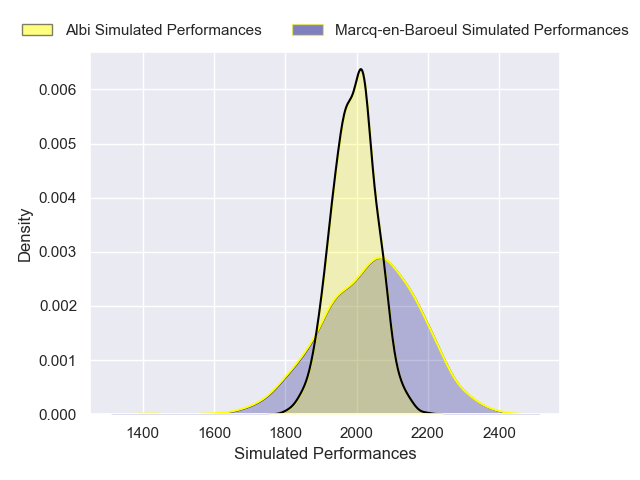 Albi Simulated Performances
Marcq-en-Baroeul Simulated Performances
0.006
0.005
0.004
0.003
0.002
0.001
0.000
Density
1400 1600 1800 2000 2200 2400
Simulated Performances